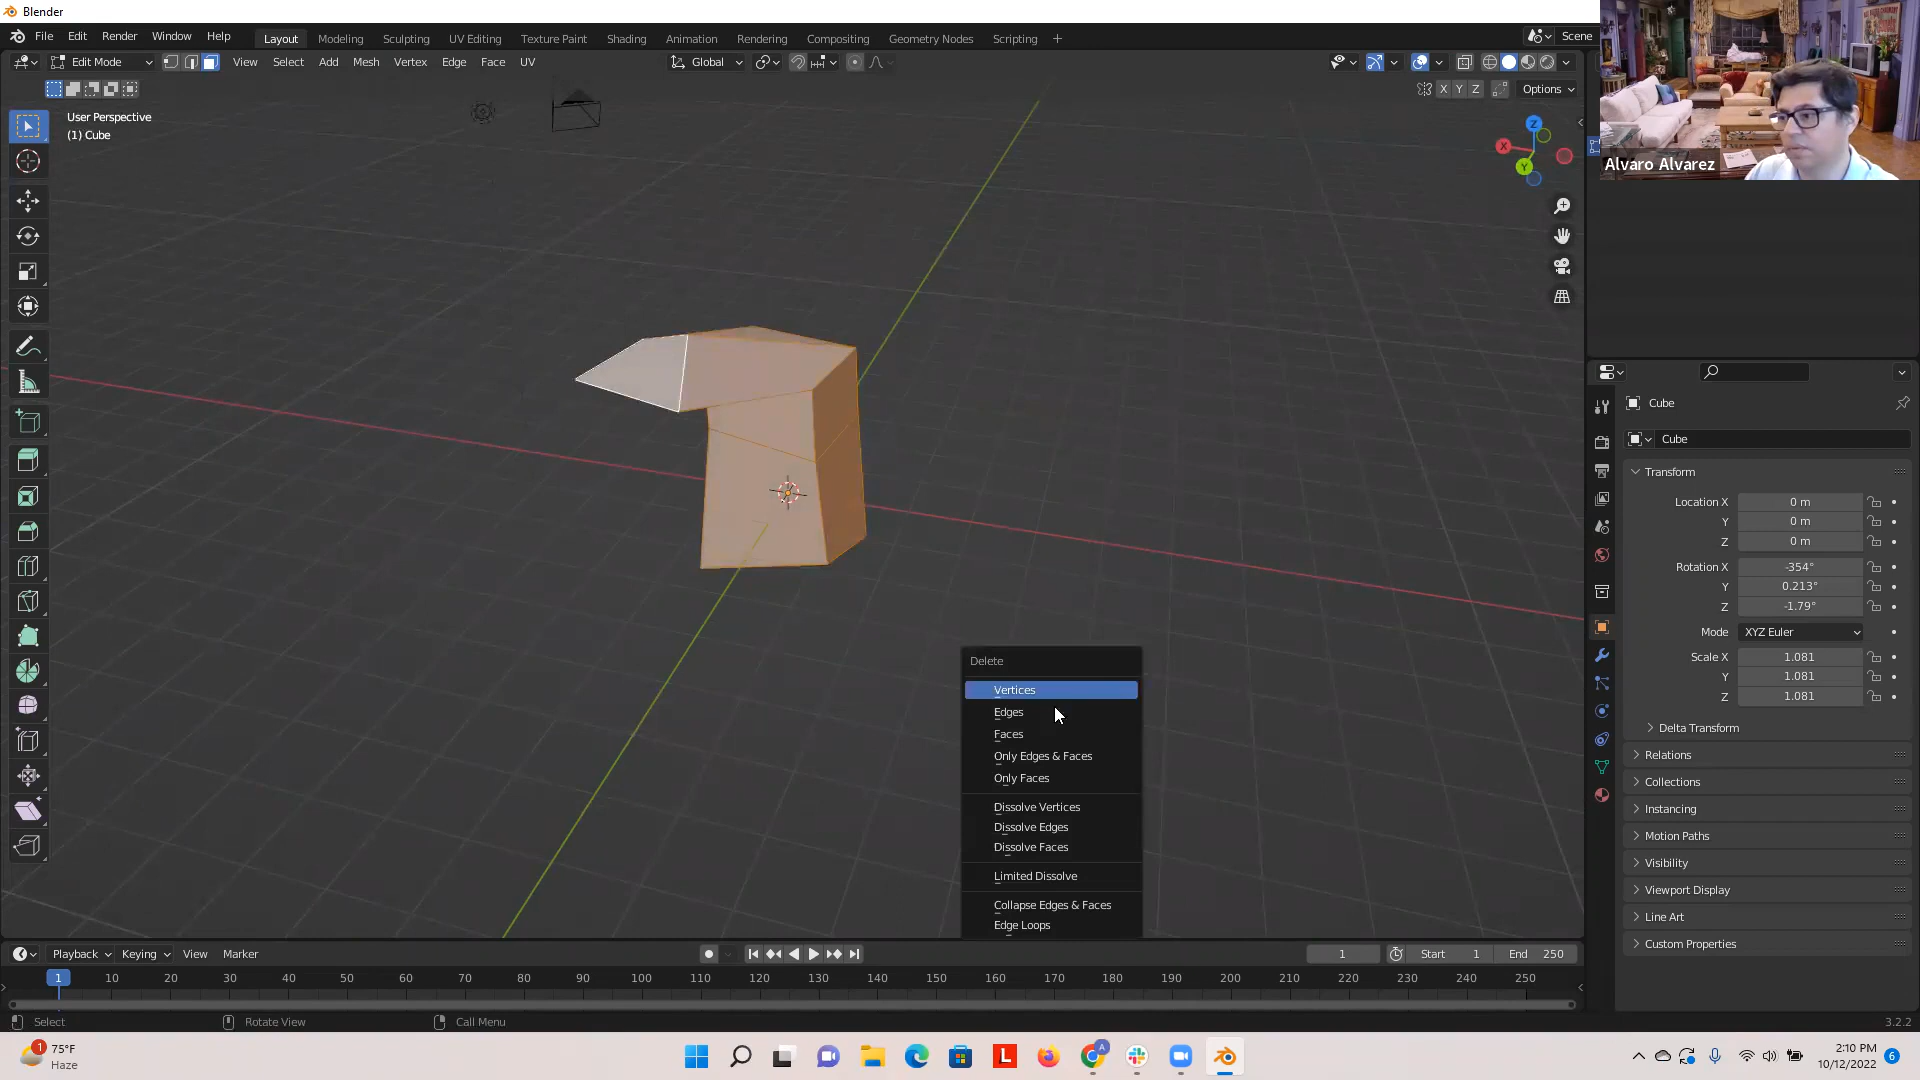 Blender
File Edit Render Window Help
Layout Modeling Sculpting UV Editing Texture Paint Shading Animation Rendering Compositing Geometry Nodes Scripting +
Scene
Edit Mode View Select Add Mesh Vertex Edge Face UV
Global
X Y Z Options
User Perspective
(1) Cube
Z
X
Y
Alvaro Alvarez
Cube
Cube
Transform
Location X 0 m
Y 0 m
Z 0 m
Rotation X -354°
Y 0.213°
Z -1.79°
Mode XYZ Euler
Scale X 1.081
Y 1.081
Z 1.081
Delta Transform
Relations
Collections
Instancing
Motion Paths
Visibility
Viewport Display
Line Art
Custom Properties
Delete
Vertices
Edges
Faces
Only Edges & Faces
Only Faces
Dissolve Vertices
Dissolve Edges
Dissolve Faces
Limited Dissolve
Collapse Edges & Faces
Edge Loops
Playback Keying View Marker
1 Start 1 End 250
1 10 20 30 40 50 60 70 80 90 100 110 120 130 140 150 160 170 180 190 200 210 220 230 240 250
Select Rotate View Call Menu
3.2.2
1 75°F
Haze
L
A
2:10 PM
10/12/2022
6